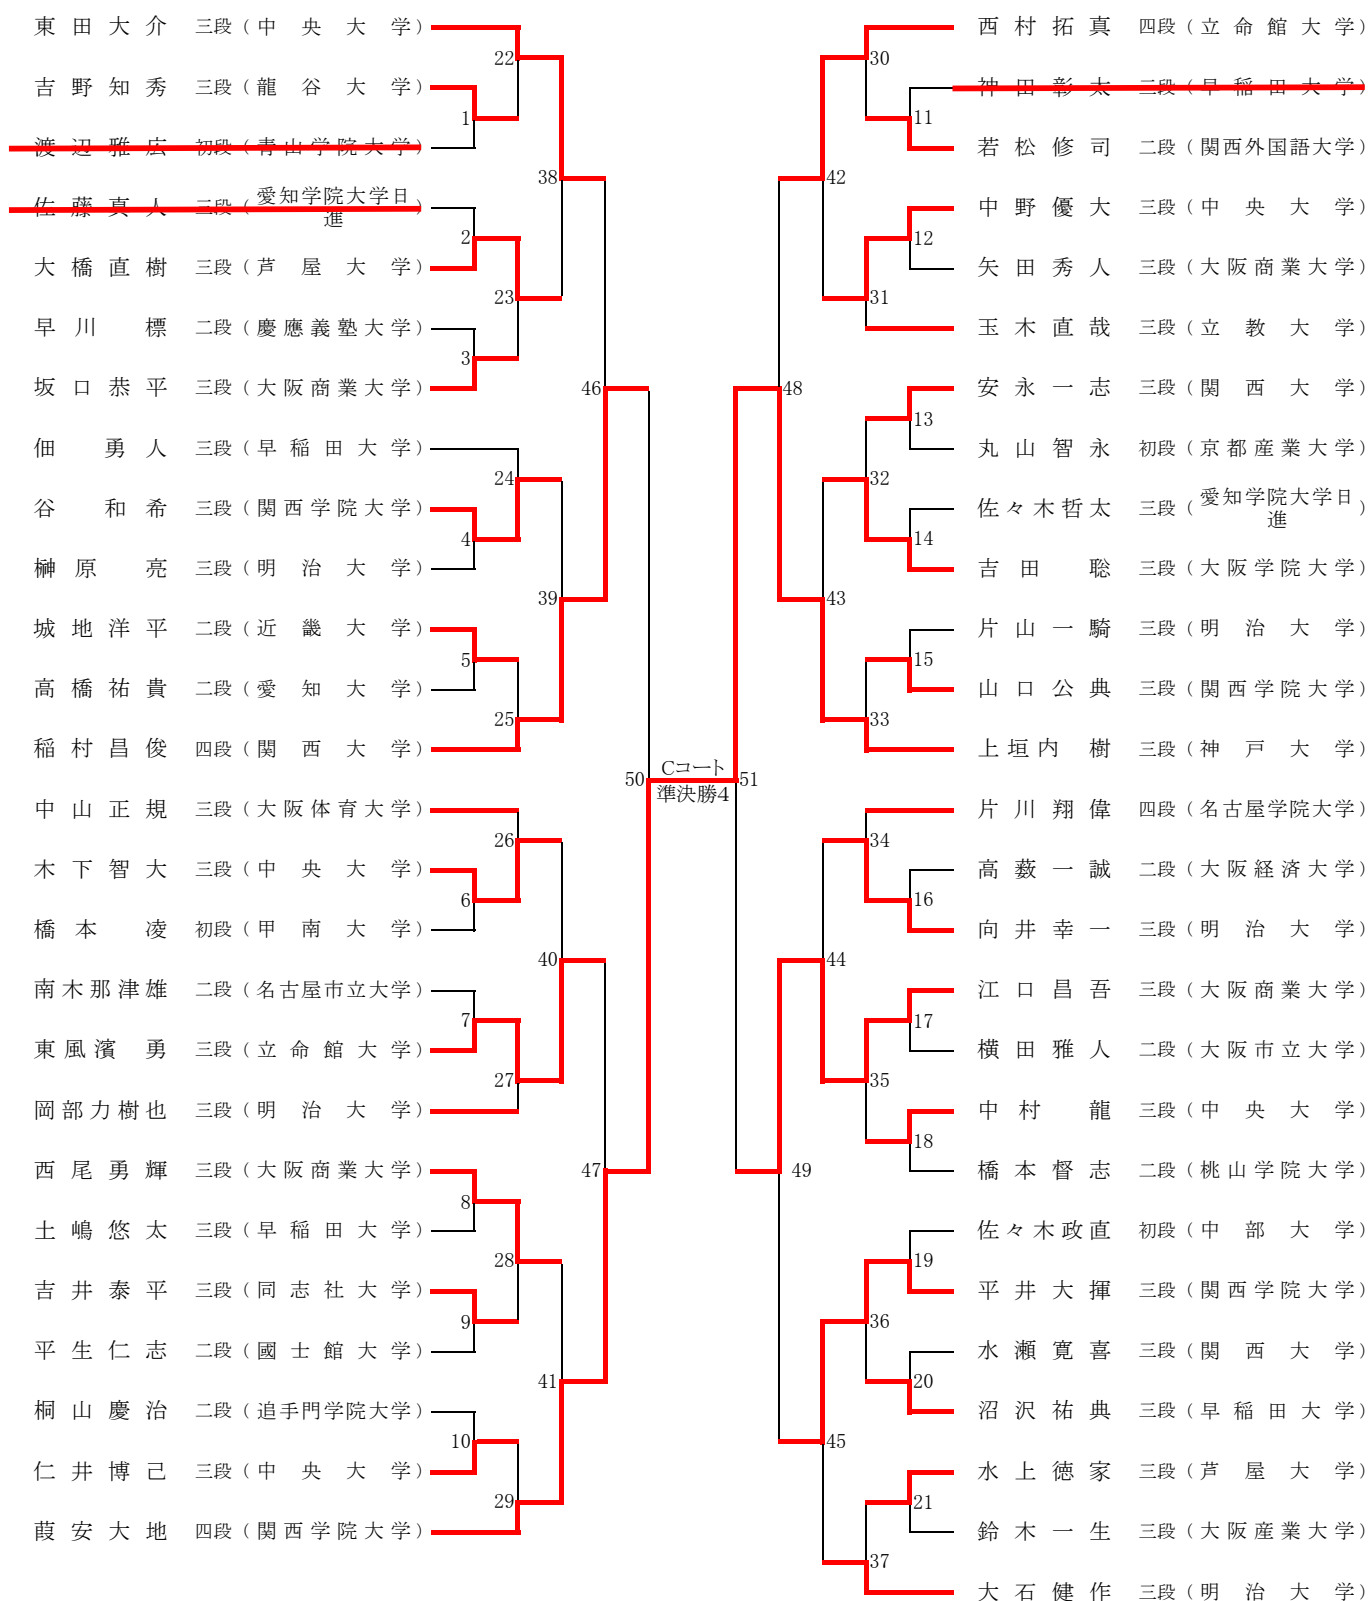 東田大介 三段（中央大学）
22
吉野知秀 三段（龍谷大学）
1
渡辺雅広 初段（青山学院大学）
38
佐藤真人 三段（愛知学院大学日進）
2
大橋直樹 三段（芦屋大学）
23
早川標 二段（慶應義塾大学）
3
坂口恭平 三段（大阪商業大学）
46
佃勇人 三段（早稲田大学）
24
谷和希 三段（関西学院大学）
4
榊原亮 三段（明治大学）
39
城地洋平 二段（近畿大学）
5
高橋祐貴 二段（愛知大学）
25
稲村昌俊 四段（関西大学）
50
中山正規 三段（大阪体育大学）
26
木下智大 三段（中央大学）
6
橋本凌 初段（甲南大学）
40
南木那津雄 二段（名古屋市立大学）
7
東風濱勇 三段（立命館大学）
27
岡部力樹也 三段（明治大学）
47
西尾勇輝 三段（大阪商業大学）
8
土嶋悠太 三段（早稲田大学）
28
吉井泰平 三段（同志社大学）
9
平生仁志 二段（國士館大学）
41
桐山慶治 二段（追手門学院大学）
10
仁井博己 三段（中央大学）
29
葭安大地 四段（関西学院大学）
Cコート
準決勝4
西村拓真 四段（立命館大学）
30
神田彰太 三段（早稲田大学）
11
若松修司 二段（関西外国語大学）
42
中野優大 三段（中央大学）
12
矢田秀人 三段（大阪商業大学）
31
玉木直哉 三段（立教大学）
48
安永一志 三段（関西大学）
13
丸山智永 初段（京都産業大学）
32
佐々木哲太 三段（愛知学院大学日進）
14
吉田聡 三段（大阪学院大学）
43
片山一騎 三段（明治大学）
15
山口公典 三段（関西学院大学）
33
上垣内樹 三段（神戸大学）
51
片川翔偉 四段（名古屋学院大学）
34
高薮一誠 二段（大阪経済大学）
16
向井幸一 三段（明治大学）
44
江口昌吾 三段（大阪商業大学）
17
横田雅人 二段（大阪市立大学）
35
中村龍 三段（中央大学）
18
橋本督志 二段（桃山学院大学）
49
佐々木政直 初段（中部大学）
19
平井大揮 三段（関西学院大学）
36
水瀬寛喜 三段（関西大学）
20
沼沢祐典 三段（早稲田大学）
45
水上徳家 三段（芦屋大学）
21
鈴木一生 三段（大阪産業大学）
37
大石健作 三段（明治大学）